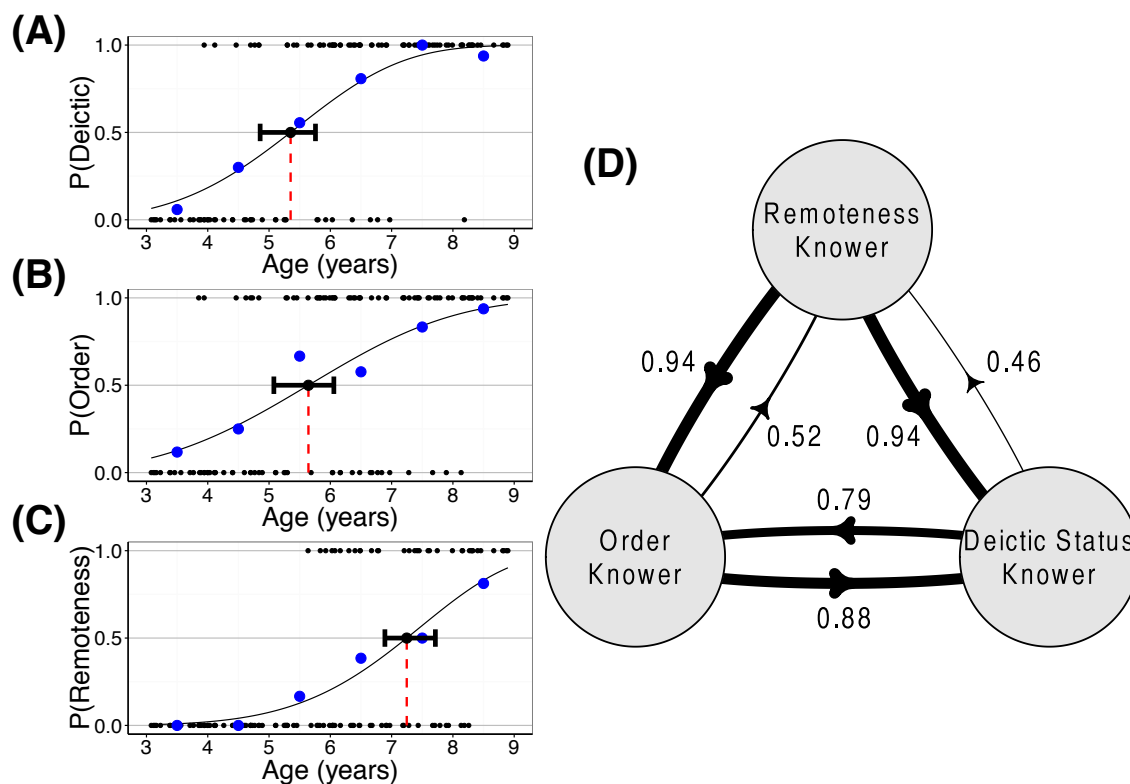 (A)
P(Deictic)
1.0
0.5
0.0
3 4 5 6 7 8 9
Age (years)
(B)
P(Order)
1.0
0.5
0.0
3 4 5 6 7 8 9
Age (years)
(C)
P(Remoteness)
1.0
0.5
0.0
3 4 5 6 7 8 9
Age (years)
(D)
Remoteness
Knower
0.94
0.46
0.52
0.94
0.79
Order
Knower
Deictic Status
Knower
0.88